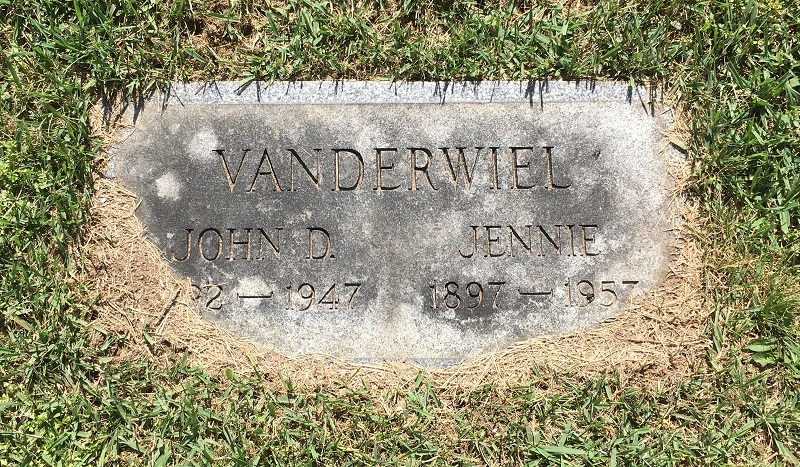 VANDERWIEL
JOHN D. JENNIE
1947 1897 — 1957